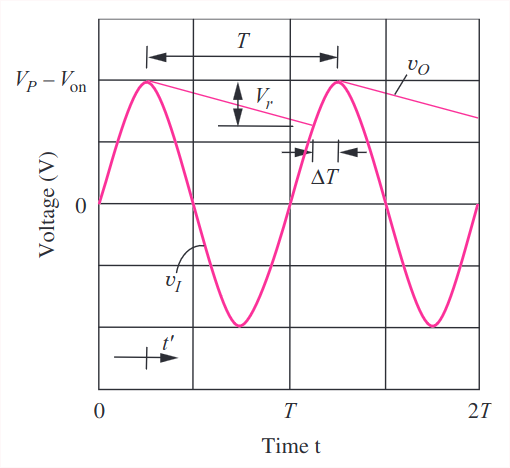 T
V_P – V_on
v_O
V_r
ΔT
Voltage (V)
0
v_I
t'
0
T
2T
Time t